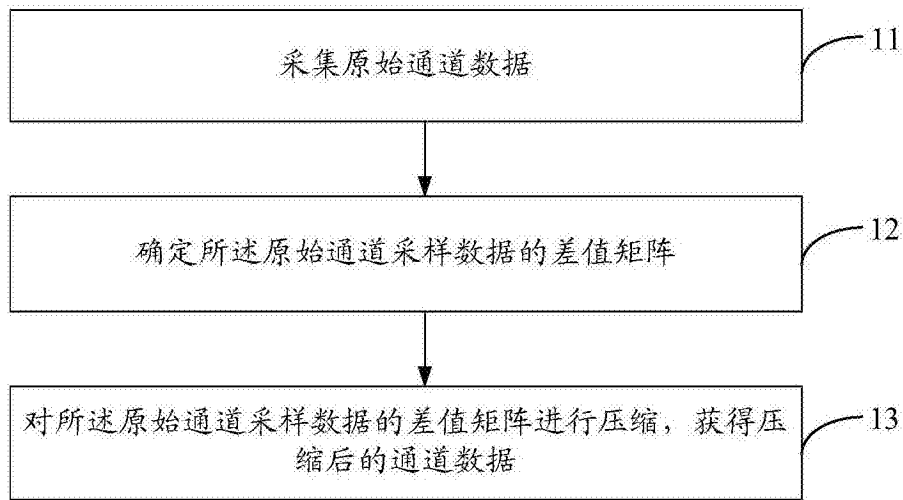 采集原始通道数据
11
确定所述原始通道采样数据的差值矩阵
12
对所述原始通道采样数据的差值矩阵进行压缩，获得压
缩后的通道数据
13